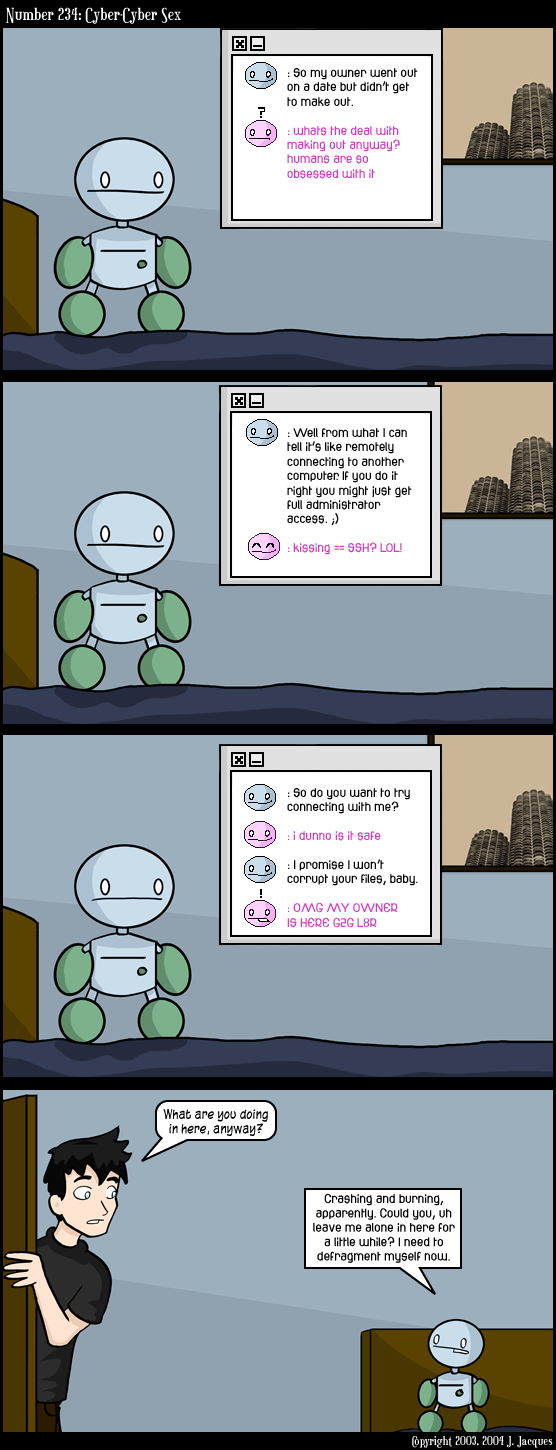 Number 234: Cyber-Cyber Sex
: So my owner went out
on a date but didn't get
to make out.
?
: whats the deal with
making out anyway?
humans are so
obsessed with it
: Well from what I can
tell it's like remotely
connecting to another
computer. If you do it
right you might just get
full administrator
access. ;)
: kissing == SSH? LOL!
: So do you want to try
connecting with me?
: i dunno is it safe
: I promise I won't
corrupt your files, baby.
!
: OMG MY OWNER
IS HERE G2G L8R
What are you doing
in here, anyway?
Crashing and burning,
apparently. Could you, uh
leave me alone in here for
a little while? I need to
defragment myself now.
Copyright 2003, 2004 J. Jacques